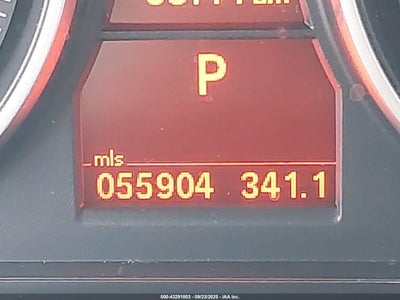 P
mls
055904 341.1
000-43291803 - 09/23/2025 - IAA Inc.